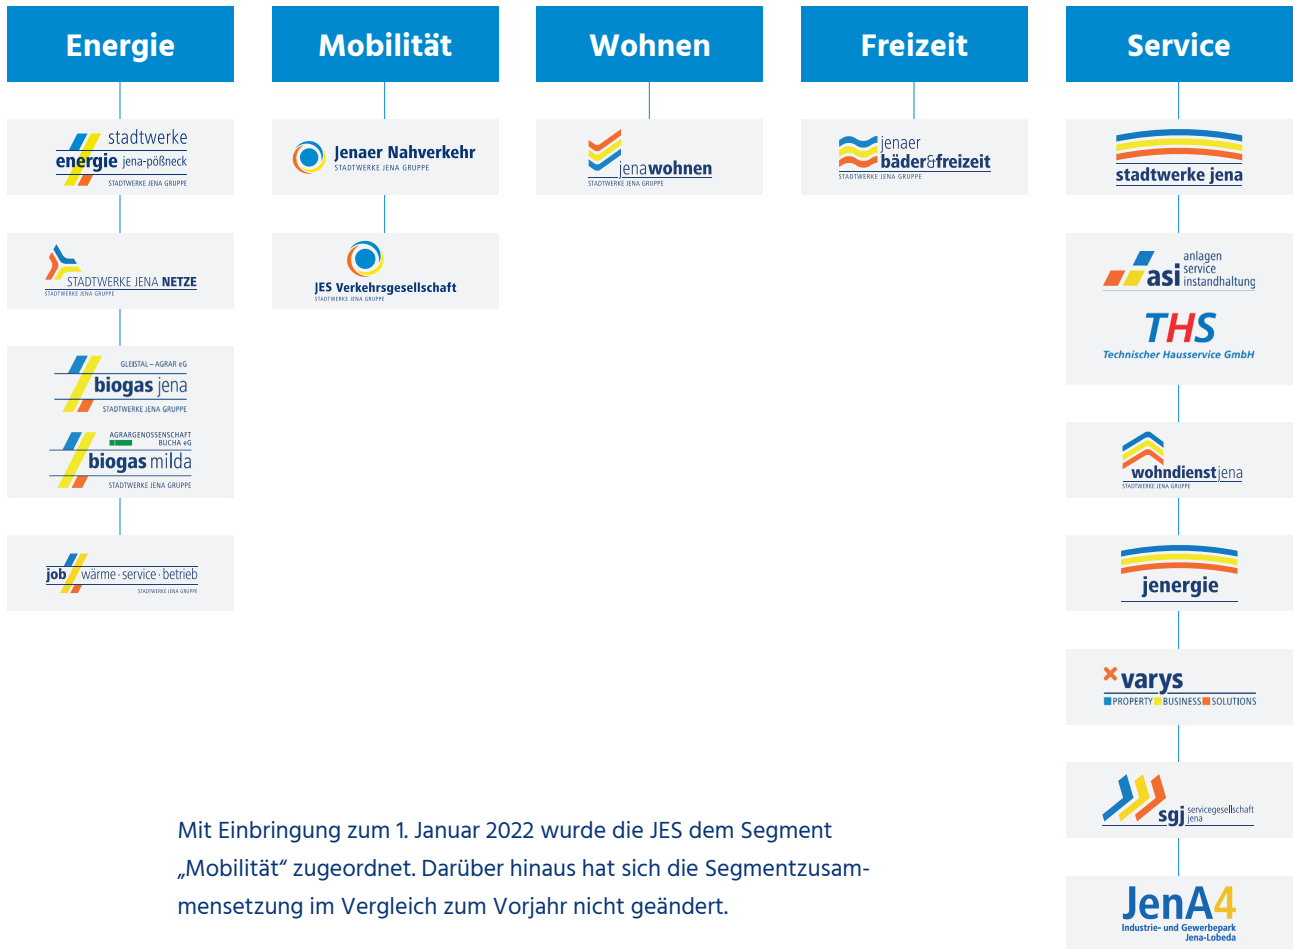 Energie
stadtwerke
energie jena-pößneck
STADTWERKE JENA GRUPPE
STADTWERKE JENA NETZE
STADTWERKE JENA GRUPPE
GLEISTAL – AGRAR eG
biogas jena
STADTWERKE JENA GRUPPE
AGRARGENOSSENSCHAFT
BUCHA eG
biogas milda
STADTWERKE JENA GRUPPE
job wärme · service · betrieb
STADTWERKE JENA GRUPPE
Mobilität
Jenaer Nahverkehr
STADTWERKE JENA GRUPPE
JES Verkehrsgesellschaft
STADTWERKE JENA GRUPPE
Wohnen
jenawohnen
STADTWERKE JENA GRUPPE
Freizeit
jenaer
bäder&freizeit
STADTWERKE JENA GRUPPE
Service
stadtwerke jena
anlagen
service
asi instandhaltung
THS
Technischer Hausservice GmbH
wohndienstjena
STADTWERKE JENA GRUPPE
jenergie
varys
PROPERTY BUSINESS SOLUTIONS
sgj servicegesellschaft
jena
JenA4
Industrie- und Gewerbepark
Jena-Lobeda
Mit Einbringung zum 1. Januar 2022 wurde die JES dem Segment
„Mobilität“ zugeordnet. Darüber hinaus hat sich die Segmentzusam-
mensetzung im Vergleich zum Vorjahr nicht geändert.